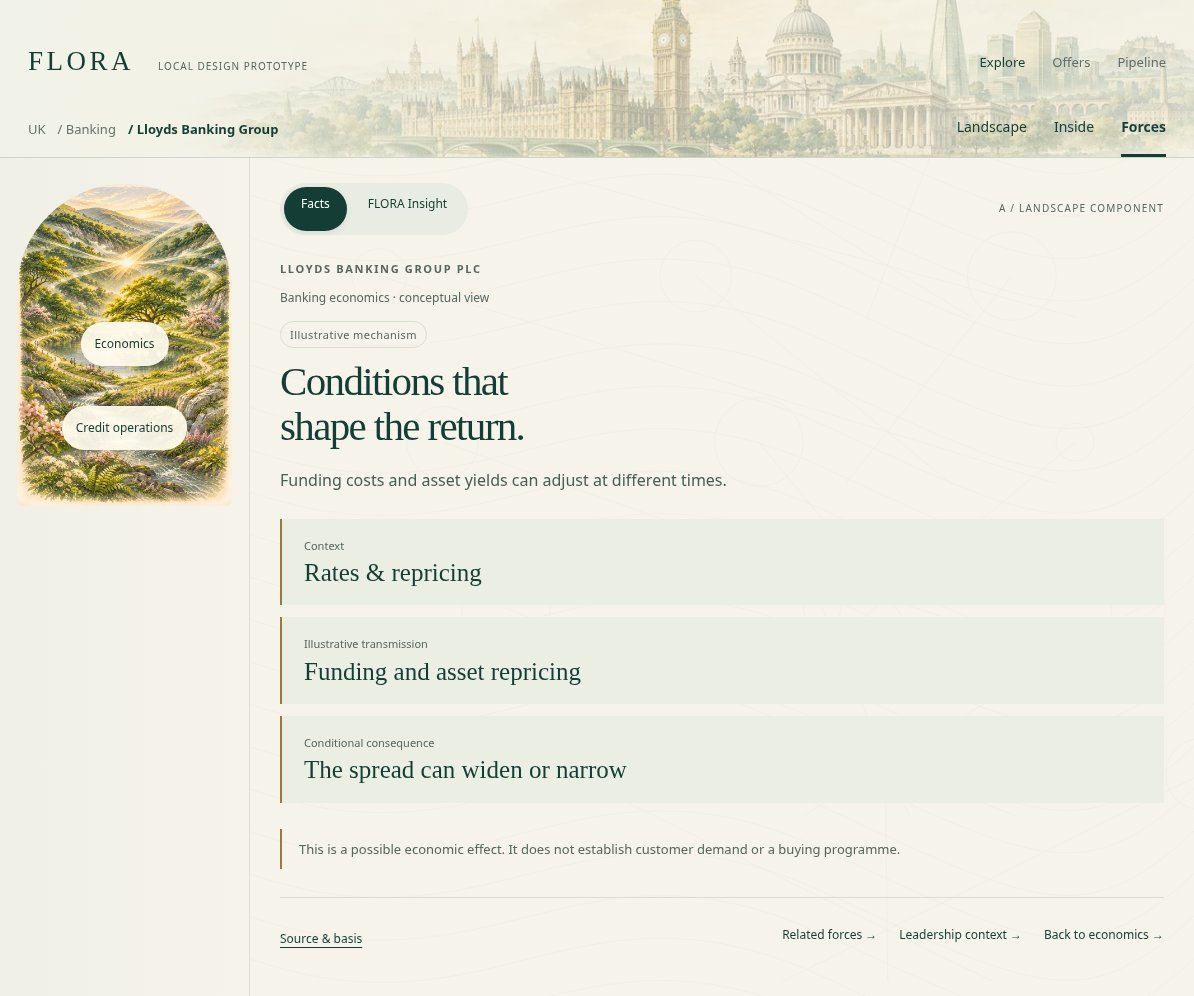 FLORA
LOCAL DESIGN PROTOTYPE
Explore
Offers
Pipeline
UK / Banking / Lloyds Banking Group
Landscape
Inside
Forces
Economics
Credit operations
Facts
FLORA Insight
A / LANDSCAPE COMPONENT
LLOYDS BANKING GROUP PLC
Banking economics · conceptual view
Illustrative mechanism
Conditions that
shape the return.
Funding costs and asset yields can adjust at different times.
Context
Rates & repricing
Illustrative transmission
Funding and asset repricing
Conditional consequence
The spread can widen or narrow
This is a possible economic effect. It does not establish customer demand or a buying programme.
Source & basis
Related forces →
Leadership context →
Back to economics →